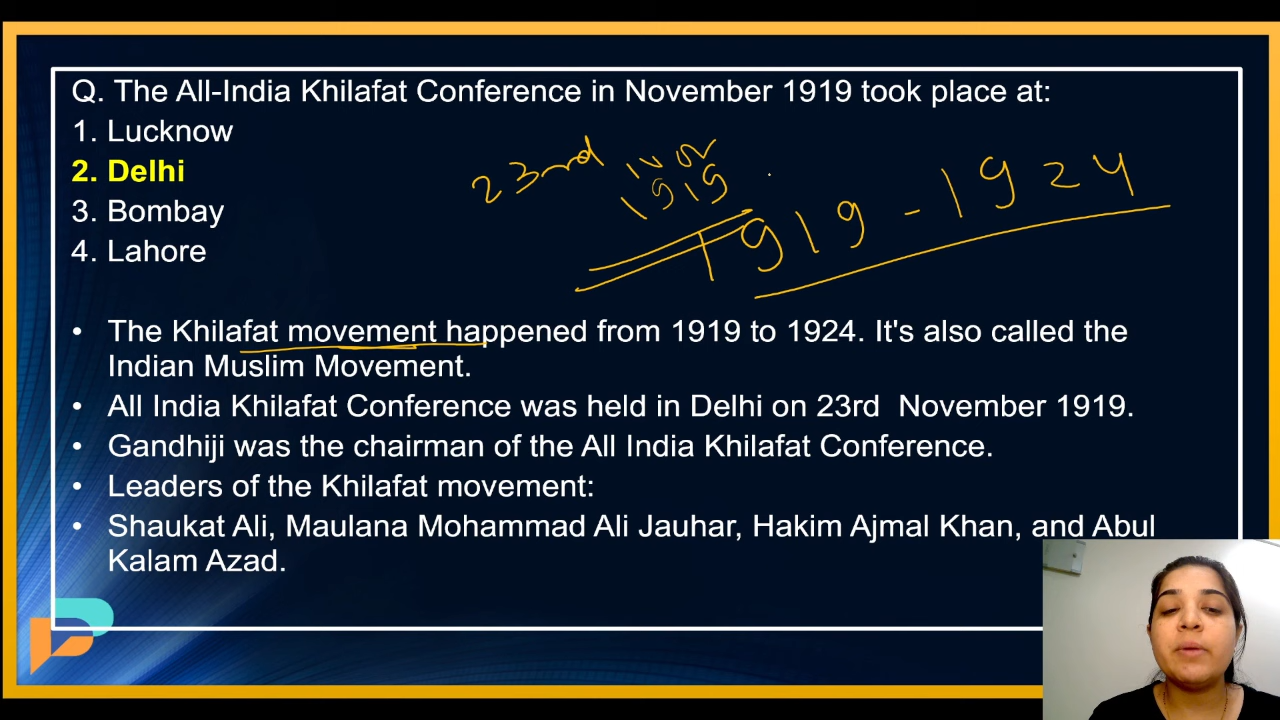 Q. The All-India Khilafat Conference in November 1919 took place at:
1. Lucknow
2. Delhi
3. Bombay
4. Lahore
23rd Nov
1919
1919 - 1924
• The Khilafat movement happened from 1919 to 1924. It's also called the
Indian Muslim Movement.
• All India Khilafat Conference was held in Delhi on 23rd November 1919.
• Gandhiji was the chairman of the All India Khilafat Conference.
• Leaders of the Khilafat movement:
• Shaukat Ali, Maulana Mohammad Ali Jauhar, Hakim Ajmal Khan, and Abul
Kalam Azad.